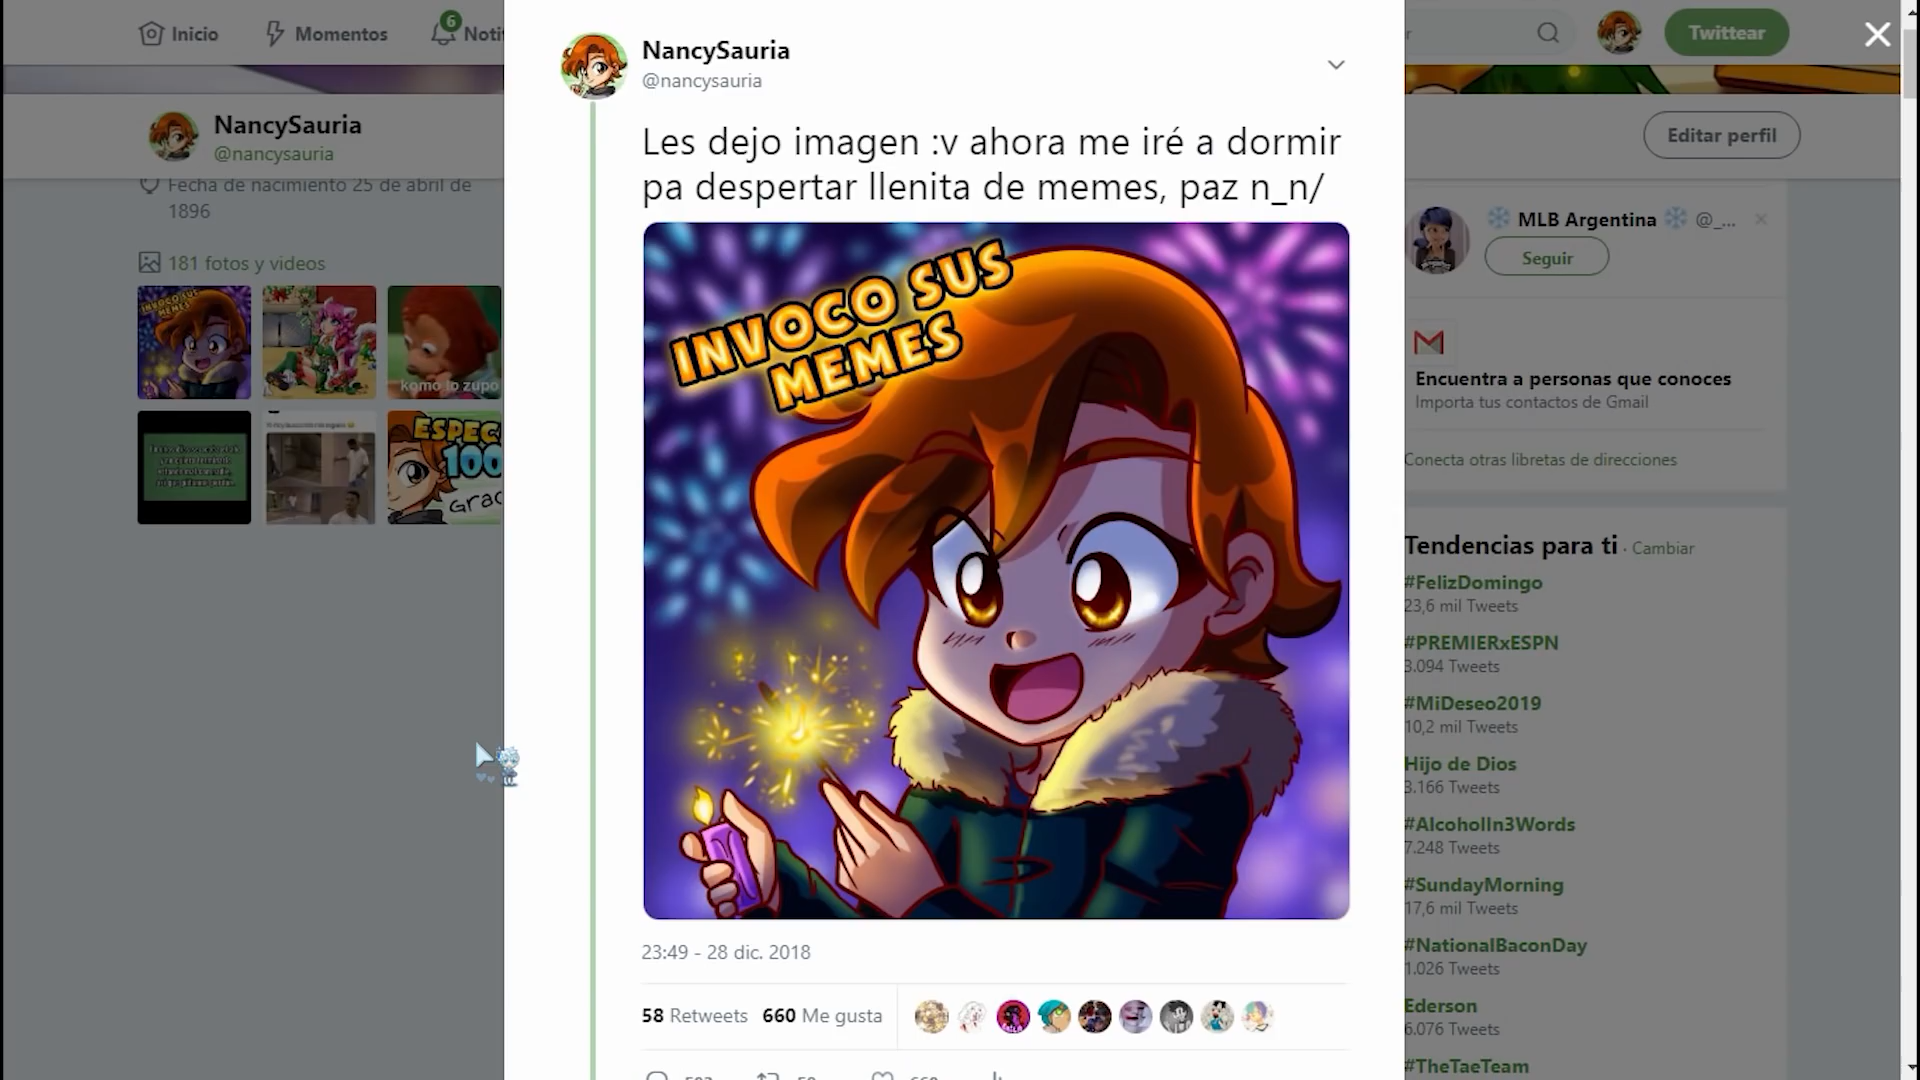 Inicio
Momentos
6
Noti
Twittear
NancySauria
@nancysauria
Fecha de nacimiento 25 de abril de
1896
181 fotos y videos
INVOCO SUS
MEMES
komo lo zupo
ESPEC
100
Grac
NancySauria
@nancysauria
Les dejo imagen :v ahora me iré a dormir
pa despertar llenita de memes, paz n_n/
INVOCO SUS
MEMES
23:49 - 28 dic. 2018
58 Retweets 660 Me gusta
Editar perfil
MLB Argentina @_...
Seguir
Encuentra a personas que conoces
Importa tus contactos de Gmail
Conecta otras libretas de direcciones
Tendencias para ti · Cambiar
#FelizDomingo
23,6 mil Tweets
#PREMIERxESPN
3.094 Tweets
#MiDeseo2019
10,2 mil Tweets
Hijo de Dios
3.166 Tweets
#AlcoholIn3Words
7.248 Tweets
#SundayMorning
17,6 mil Tweets
#NationalBaconDay
1.026 Tweets
Ederson
6.076 Tweets
#TheTaeTeam